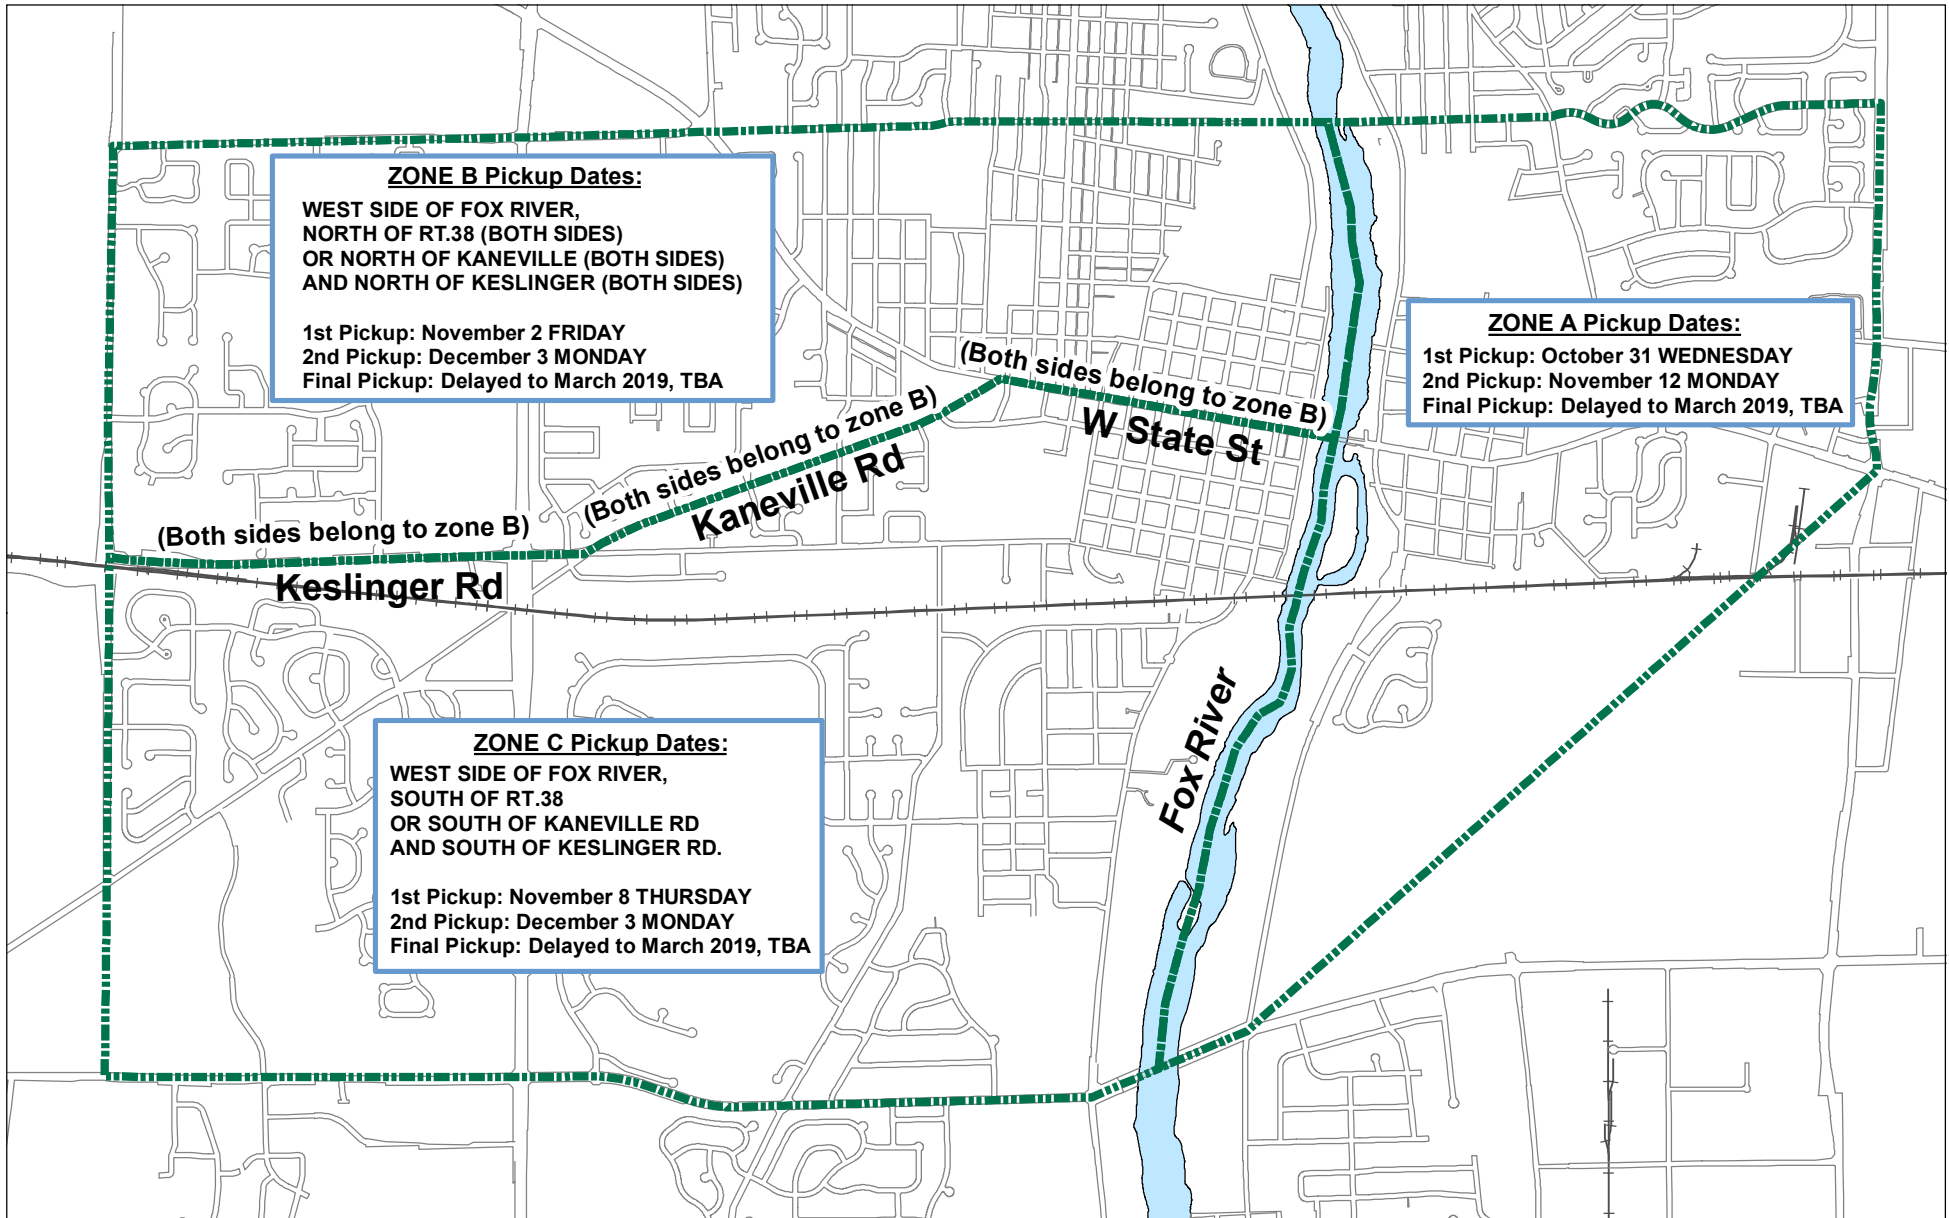 ZONE B Pickup Dates:
WEST SIDE OF FOX RIVER,
NORTH OF RT.38 (BOTH SIDES)
OR NORTH OF KANEVILLE (BOTH SIDES)
AND NORTH OF KESLINGER (BOTH SIDES)
1st Pickup: November 2 FRIDAY
2nd Pickup: December 3 MONDAY
Final Pickup: Delayed to March 2019, TBA
ZONE A Pickup Dates:
1st Pickup: October 31 WEDNESDAY
2nd Pickup: November 12 MONDAY
Final Pickup: Delayed to March 2019, TBA
(Both sides belong to zone B)
W State St
(Both sides belong to zone B)
Kaneville Rd
(Both sides belong to zone B)
Keslinger Rd
Fox River
ZONE C Pickup Dates:
WEST SIDE OF FOX RIVER,
SOUTH OF RT.38
OR SOUTH OF KANEVILLE RD
AND SOUTH OF KESLINGER RD.
1st Pickup: November 8 THURSDAY
2nd Pickup: December 3 MONDAY
Final Pickup: Delayed to March 2019, TBA